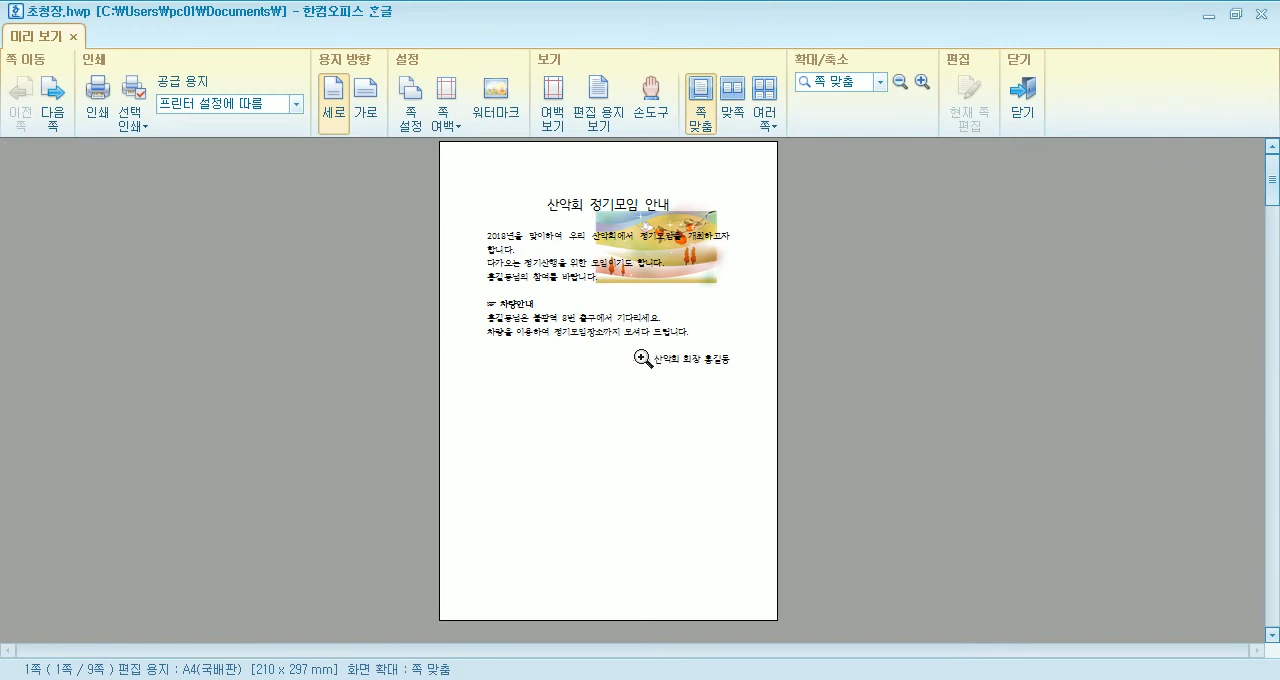 초청장.hwp [C:₩Users₩pc01₩Documents₩] - 한컴오피스 ᄒᆞᆫ글
미리 보기 ×
쪽 이동 인쇄 용지 방향 설정 보기 확대/축소 편집 닫기
이전 쪽
다음 쪽
인쇄
선택 인쇄
공급 용지
프린터 설정에 따름
세로
가로
쪽 설정
쪽 여백
워터마크
여백 보기
편집 용지 보기
손도구
쪽 맞춤
맞쪽
여러 쪽
쪽 맞춤
현재 쪽 편집
닫기
산악회 정기모임 안내
2018년을 맞이하여 우리 산악회에서 정기모임을 개최하고자
합니다.
다가오는 정기산행을 위한 모임이기도 합니다.
홍길동님의 참여를 바랍니다.
☞ 차량안내
홍길동님은 불광역 8번 출구에서 기다리세요.
차량을 이용하여 정기모임장소까지 모셔다 드립니다.
산악회 회장 홍길동
1쪽 ( 1쪽 / 9쪽 ) 편집 용지 : A4(국배판) [210 x 297 mm] 화면 확대 : 쪽 맞춤